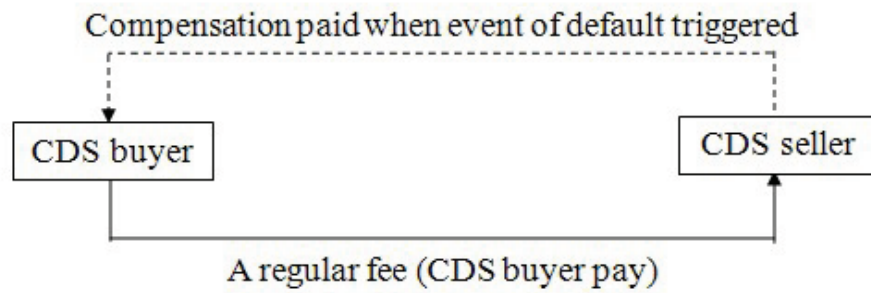 Compensation paid when event of default triggered
CDS buyer
CDS seller
A regular fee (CDS buyer pay)